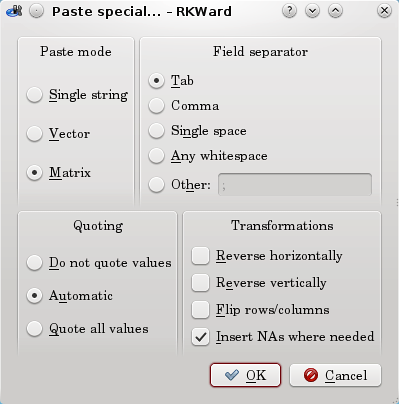 Paste special... - RKWard
Paste mode
Single string
Vector
Matrix
Field separator
Tab
Comma
Single space
Any whitespace
Other: ;
Quoting
Do not quote values
Automatic
Quote all values
Transformations
Reverse horizontally
Reverse vertically
Flip rows/columns
Insert NAs where needed
OK
Cancel